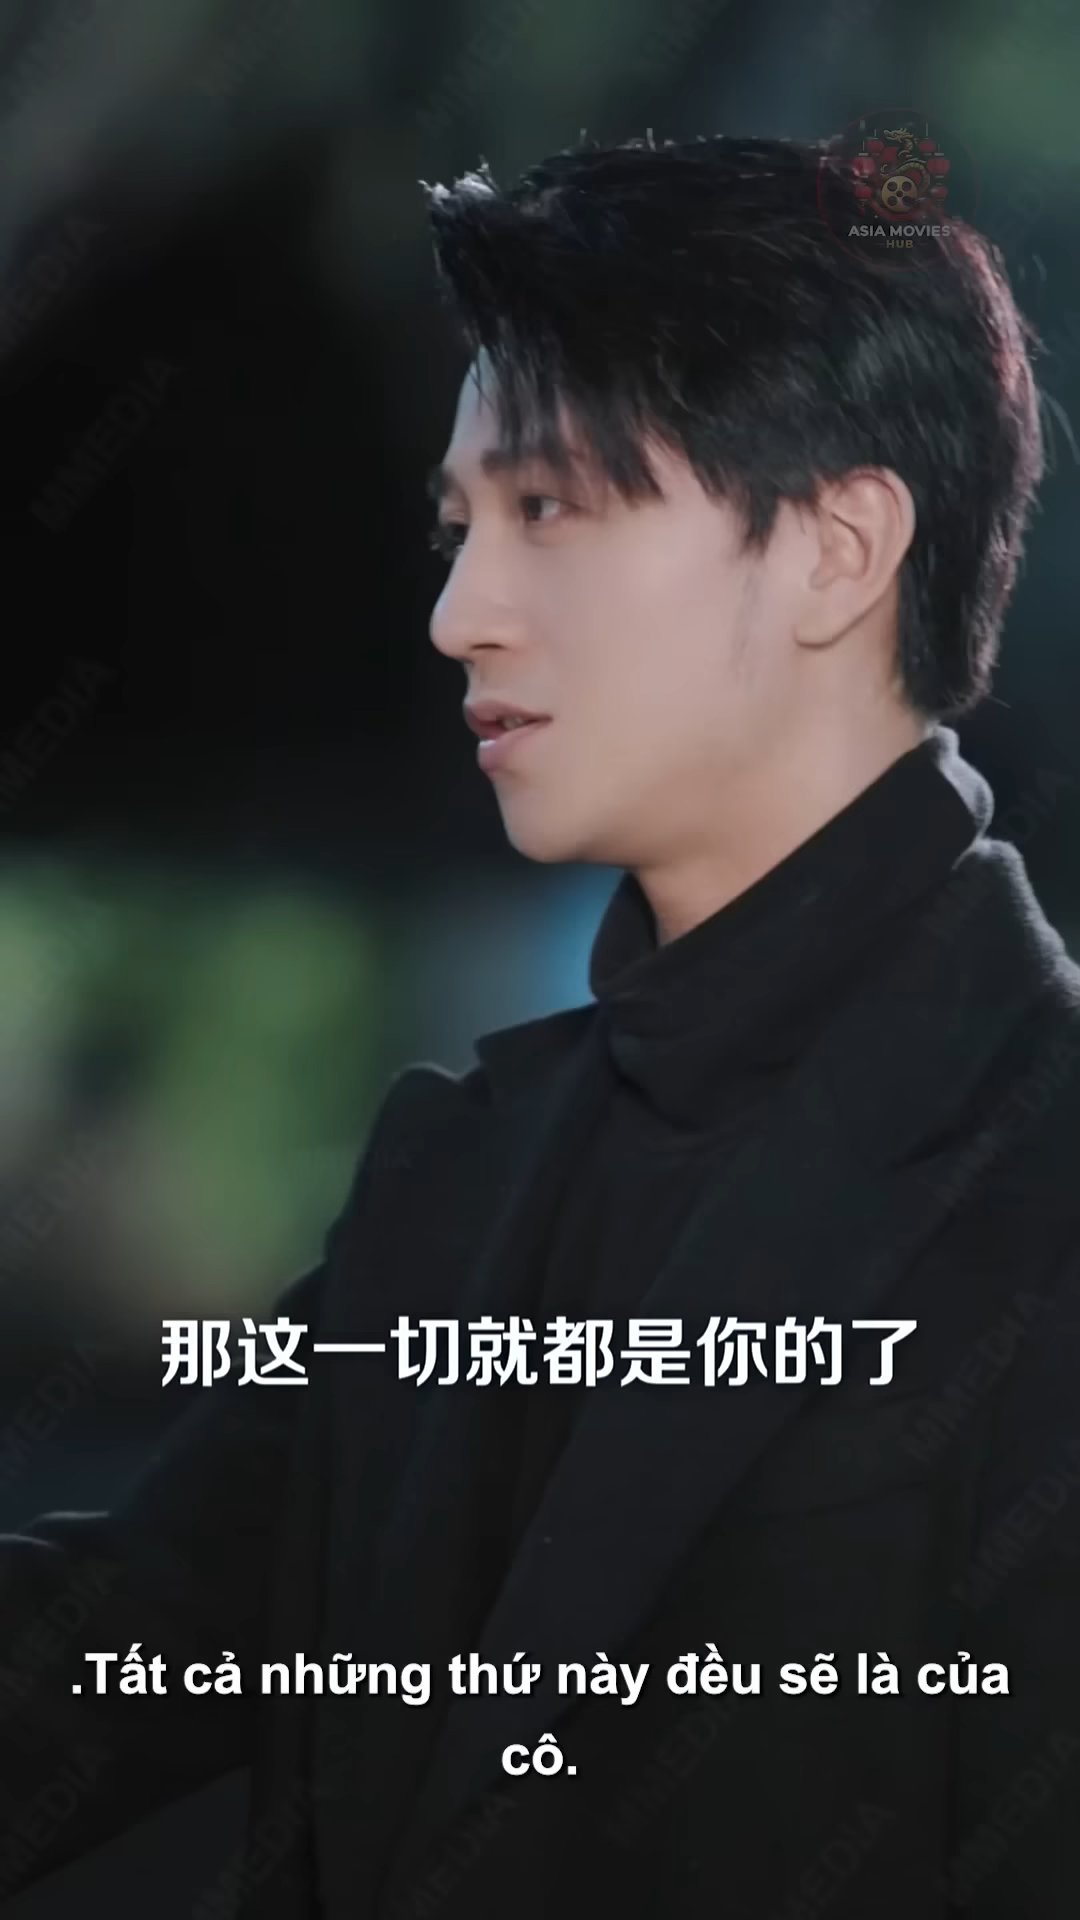 ASIA MOVIES
HUB
MMEDIA
那这一切就都是你的了
.Tất cả những thứ này đều sẽ là của
cô.